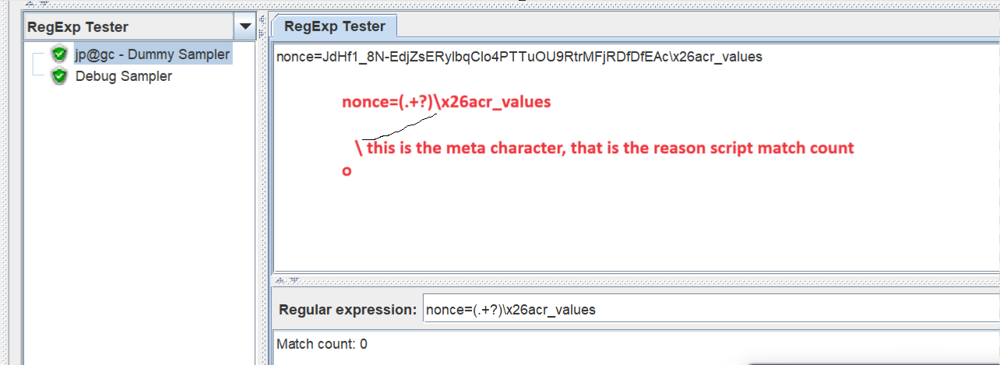 RegExp Tester
jp@gc - Dummy Sampler
Debug Sampler
RegExp Tester
nonce=JdHf1_8N-EdjZsERylbqClo4PTTuOU9RtrMFjRDfDfEAc\x26acr_values
nonce=(.+?)\x26acr_values
\ this is the meta character, that is the reason script match count
o
Regular expression: nonce=(.+?)\x26acr_values
Match count: 0